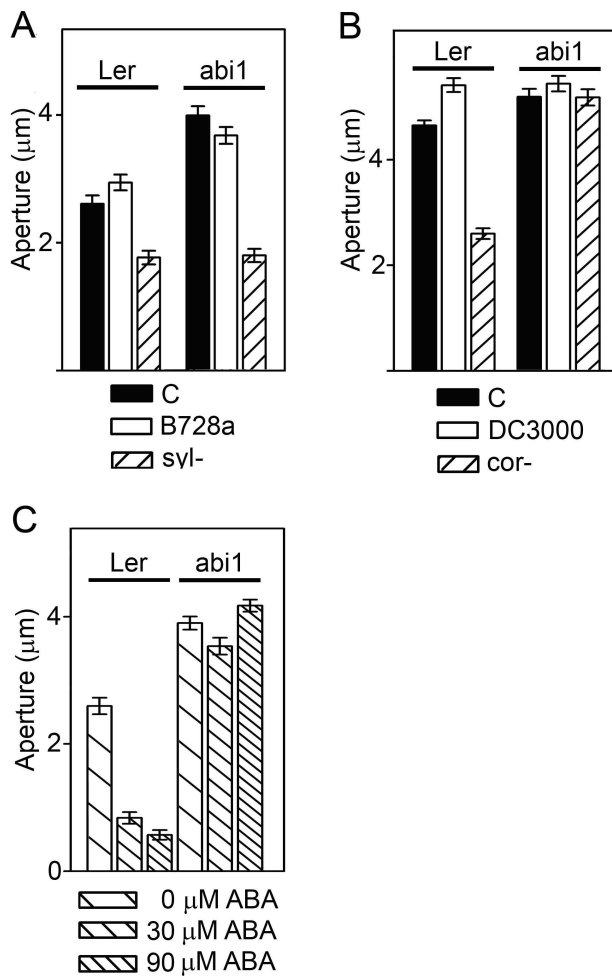 A
Ler
abi1
Aperture (μm)
4
2
C
B728a
syl-
B
Ler
abi1
Aperture (μm)
4
2
C
DC3000
cor-
C
Ler
abi1
Aperture (μm)
4
2
0
0 μM ABA
30 μM ABA
90 μM ABA